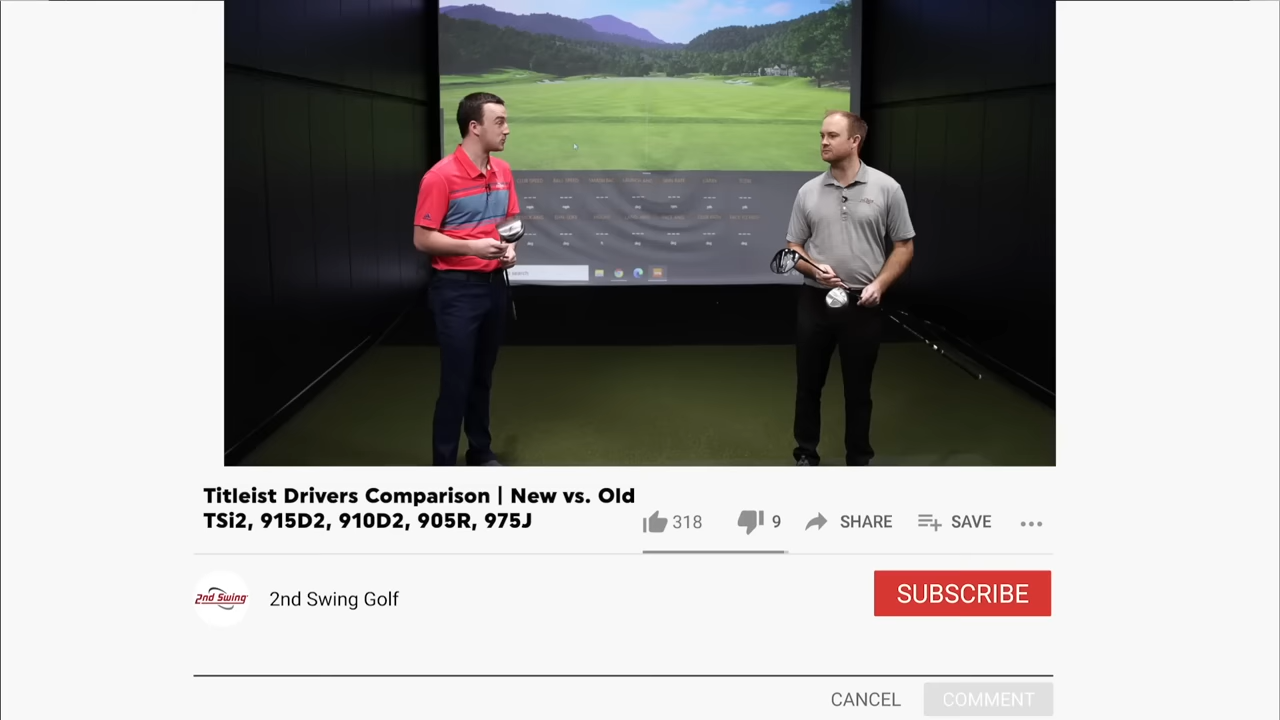 Titleist Drivers Comparison | New vs. Old
TSi2, 915D2, 910D2, 905R, 975J
318
9
SHARE
SAVE
2nd Swing
2nd Swing Golf
SUBSCRIBE
CANCEL
COMMENT